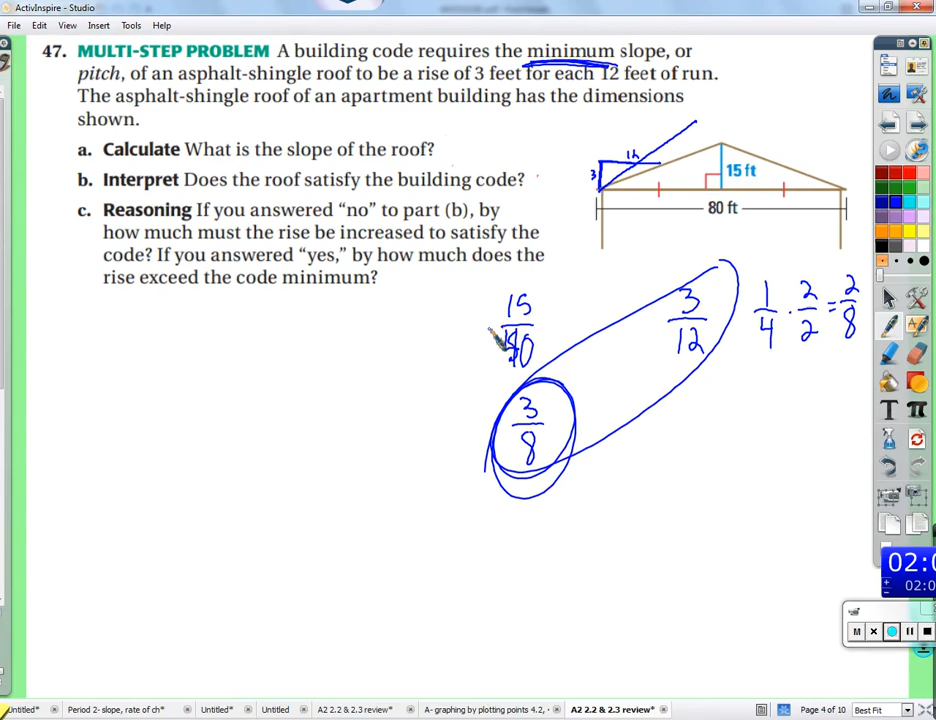 ActivInspire - Studio
File Edit View Insert Tools Help
47. MULTI-STEP PROBLEM A building code requires the minimum slope, or
pitch, of an asphalt-shingle roof to be a rise of 3 feet for each 12 feet of run.
The asphalt-shingle roof of an apartment building has the dimensions
shown.
a. Calculate What is the slope of the roof?
b. Interpret Does the roof satisfy the building code?
c. Reasoning If you answered “no” to part (b), by
how much must the rise be increased to satisfy the
code? If you answered “yes,” by how much does the
rise exceed the code minimum?
12
3
15 ft
80 ft
15
40
3
8
3
12
1/4 · 2/2 = 2/8
02:0
02:0
M
Untitled* Period 2- slope, rate of ch* Untitled* Untitled A2 2.2 & 2.3 review* A- graphing by plotting points 4.2, A2 2.2 & 2.3 review* Page 4 of 10 Best Fit